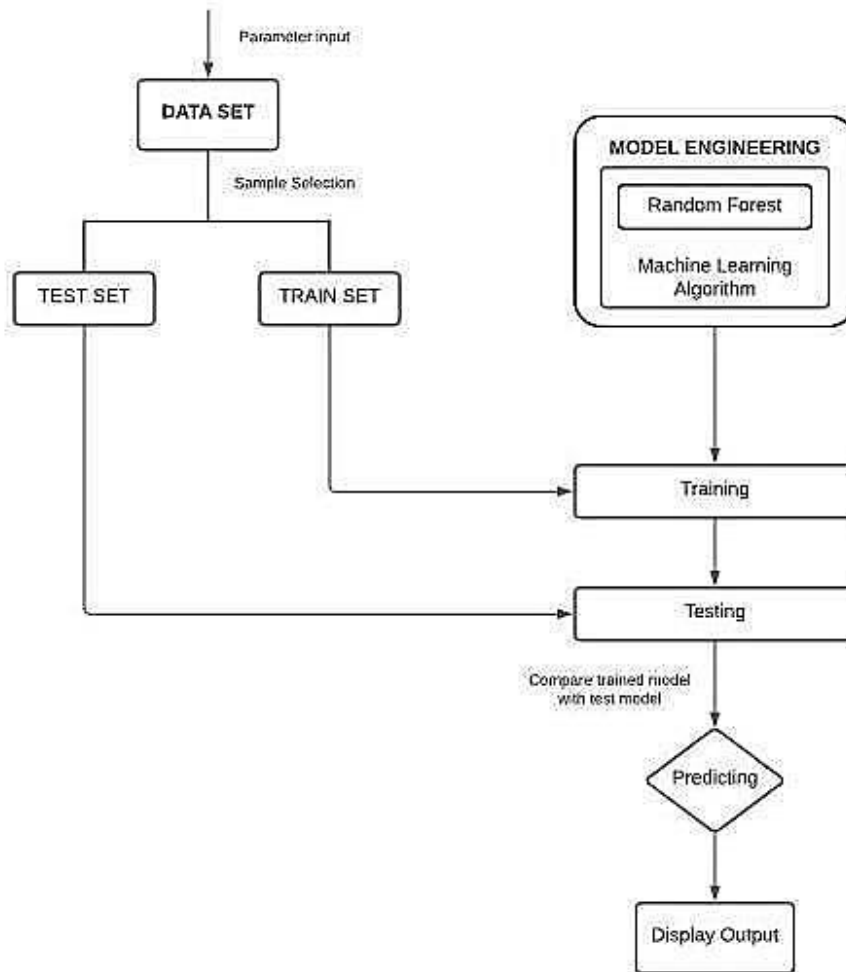 Parameter input
DATA SET
Sample Selection
TEST SET
TRAIN SET
MODEL ENGINEERING
Random Forest
Machine Learning
Algorithm
Training
Testing
Compare trained model
with test model
Predicting
Display Output